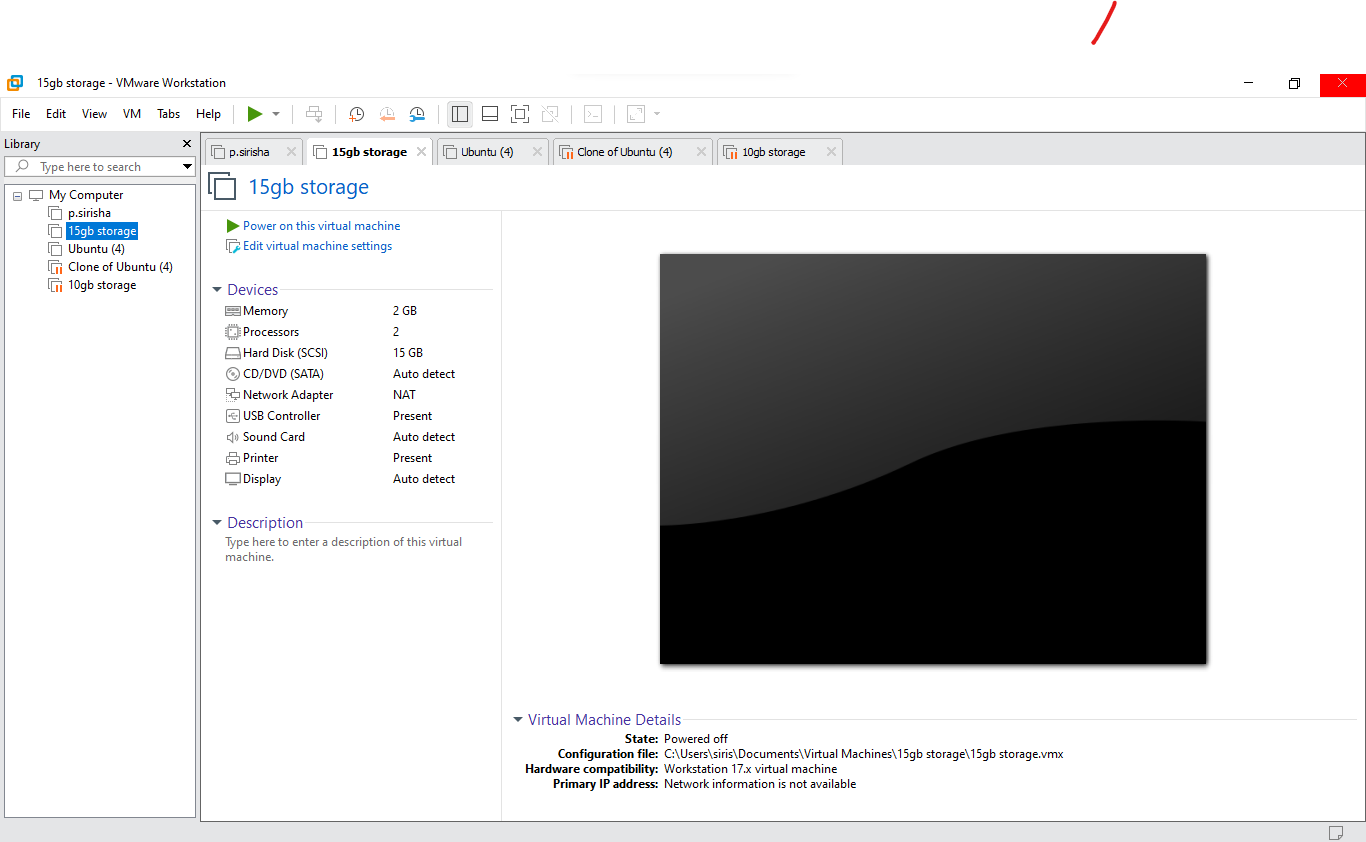 15gb storage - VMware Workstation
File Edit View VM Tabs Help
Library
Type here to search
My Computer
p.sirisha
15gb storage
Ubuntu (4)
Clone of Ubuntu (4)
10gb storage
p.sirisha 15gb storage Ubuntu (4) Clone of Ubuntu (4) 10gb storage
15gb storage
Power on this virtual machine
Edit virtual machine settings
Devices
Memory 2 GB
Processors 2
Hard Disk (SCSI) 15 GB
CD/DVD (SATA) Auto detect
Network Adapter NAT
USB Controller Present
Sound Card Auto detect
Printer Present
Display Auto detect
Description
Type here to enter a description of this virtual
machine.
Virtual Machine Details
State: Powered off
Configuration file: C:\Users\siris\Documents\Virtual Machines\15gb storage\15gb storage.vmx
Hardware compatibility: Workstation 17.x virtual machine
Primary IP address: Network information is not available